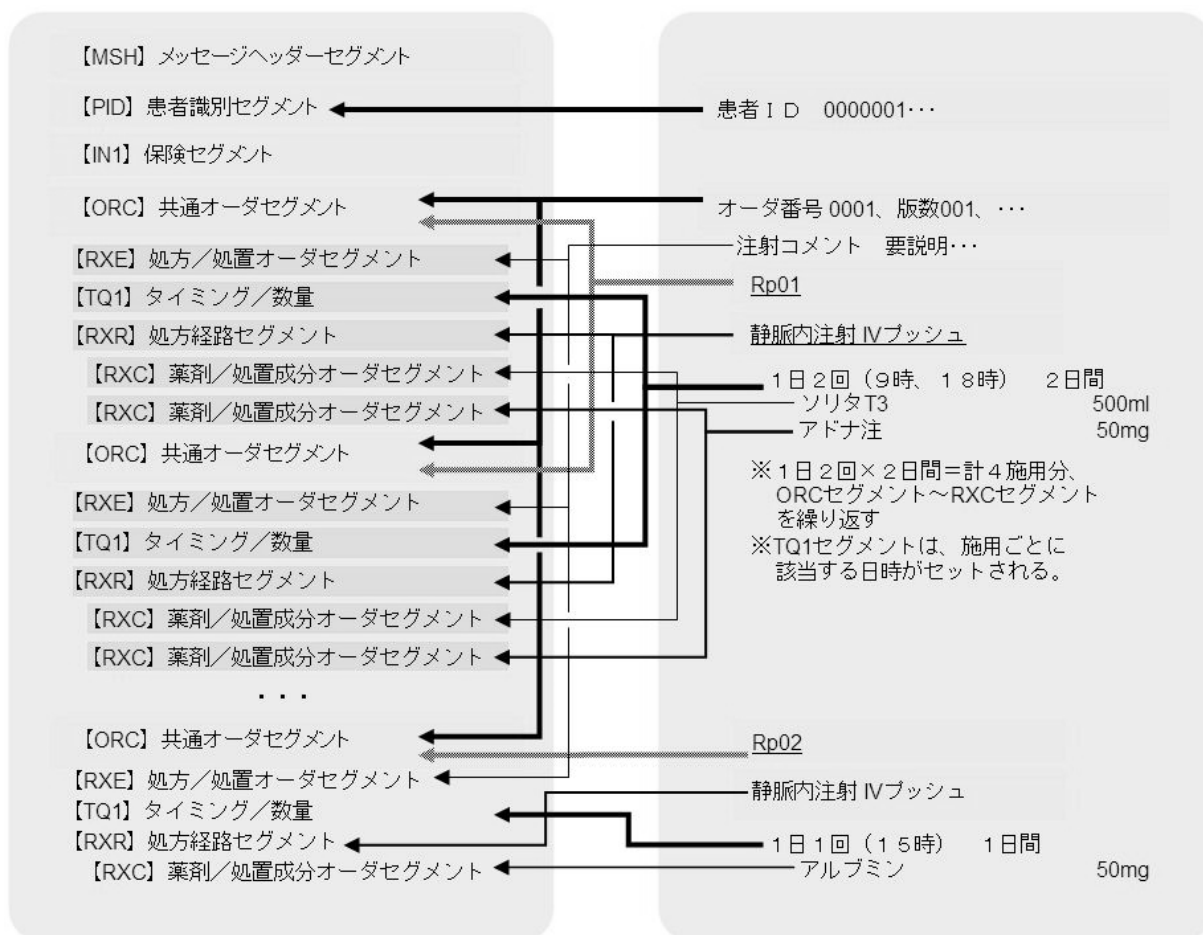 【MSH】メッセージヘッダーセグメント
【PID】患者識別セグメント
【IN1】保険セグメント
【ORC】共通オーダセグメント
【RXE】処方／処置オーダセグメント
【TQ1】タイミング／数量
【RXR】処方経路セグメント
【RXC】薬剤／処置成分オーダセグメント
【RXC】薬剤／処置成分オーダセグメント
【ORC】共通オーダセグメント
【RXE】処方／処置オーダセグメント
【TQ1】タイミング／数量
【RXR】処方経路セグメント
【RXC】薬剤／処置成分オーダセグメント
【RXC】薬剤／処置成分オーダセグメント
・・・
【ORC】共通オーダセグメント
【RXE】処方／処置オーダセグメント
【TQ1】タイミング／数量
【RXR】処方経路セグメント
【RXC】薬剤／処置成分オーダセグメント
患者ＩＤ 0000001･･･
オーダ番号 0001、版数001、･･･
注射コメント 要説明･･･
Rp01
静脈内注射 IVプッシュ
１日２回（９時、１８時） ２日間
ソリタT3 500ml
アドナ注 50mg
※１日２回×２日間＝計４施用分、
ORCセグメント～RXCセグメント
を繰り返す
※TQ1セグメントは、施用ごとに
該当する日時がセットされる。
Rp02
静脈内注射 IVプッシュ
１日１回（１５時） １日間
アルブミン 50mg